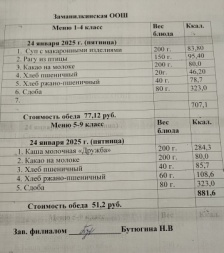 Заманилкинская ООШ
Меню 1-4 класс Вес блюда Ккал.
24 января 2025 г. (пятница)
1. Суп с макаронными изделиями 200 г. 83,80
2. Рагу из птицы 150 г. 95,40
3. Какао на молоке 200 г. 80,0
4. Хлеб пшеничный 20г. 46,20
5. Хлеб ржано-пшеничный 40 г. 78,7
6. Сдоба 80 г. 323,0
7.
707,1
Стоимость обеда 77,12 руб.
Меню 5-9 класс Вес блюда Ккал.
24 января 2025 г. (пятница)
1. Каша молочная «Дружба» 200 г. 284,3
2. Какао на молоке 200 г. 80,0
3. Хлеб пшеничный 40 г. 85,7
4. Хлеб ржано-пшеничный 60 г. 108,6
5. Сдоба 80 г. 323,0
881,6
Стоимость обеда 51,2 руб.
Зав. филиалом Бутюгина Н.В